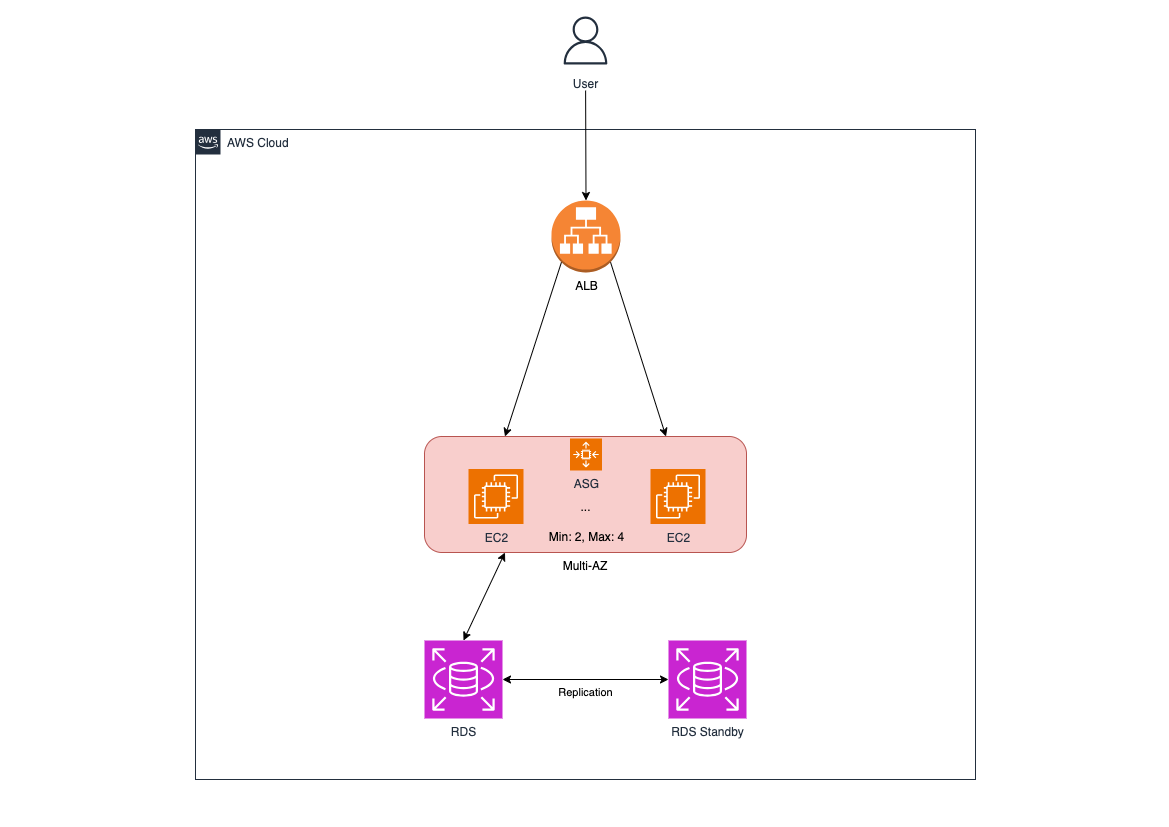 User
aws
AWS Cloud
ALB
ASG
...
EC2
Min: 2, Max: 4
EC2
Multi-AZ
Replication
RDS
RDS Standby